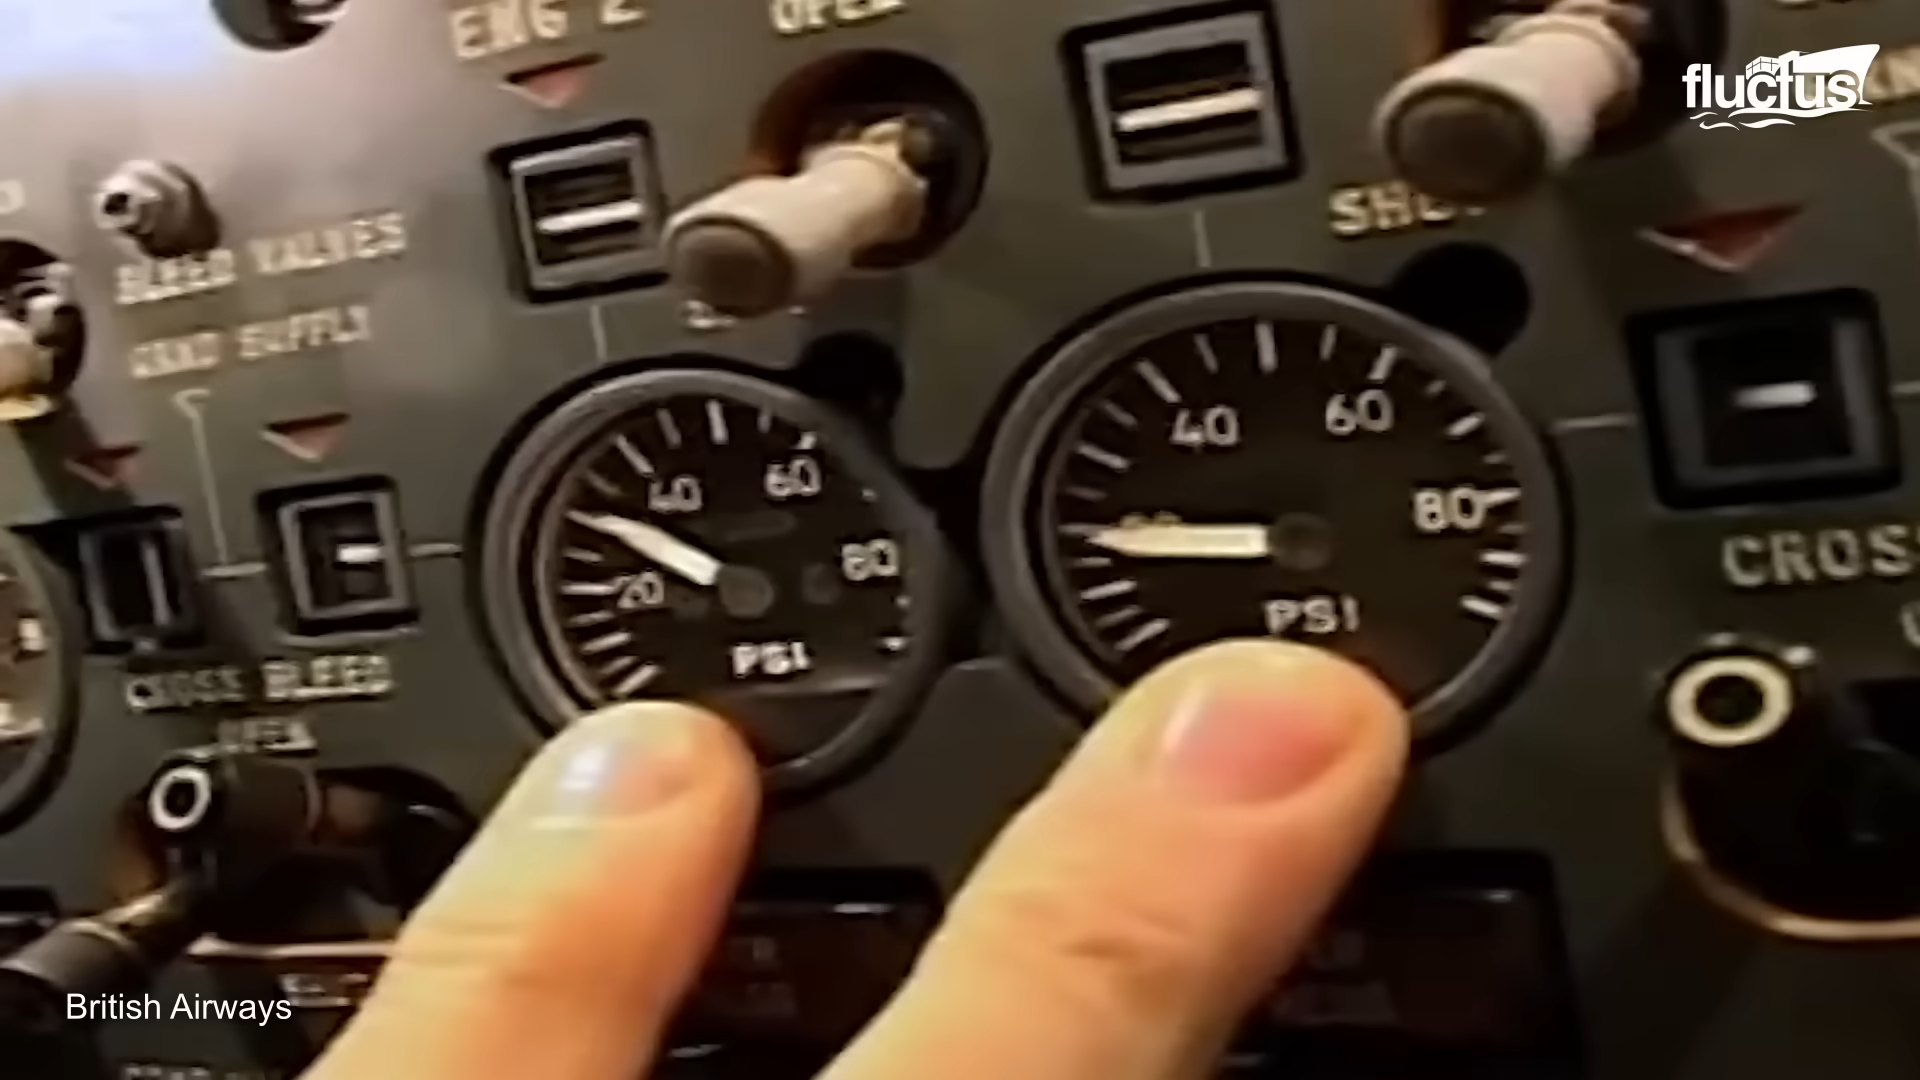 ENG 2
OPEN
fluctus
BLEED VALVES
GRND SUPPLY
SHUT
40
60
20
80
PSI
40
60
80
PSI
CROSS
CROSS BLEED
OPEN
British Airways